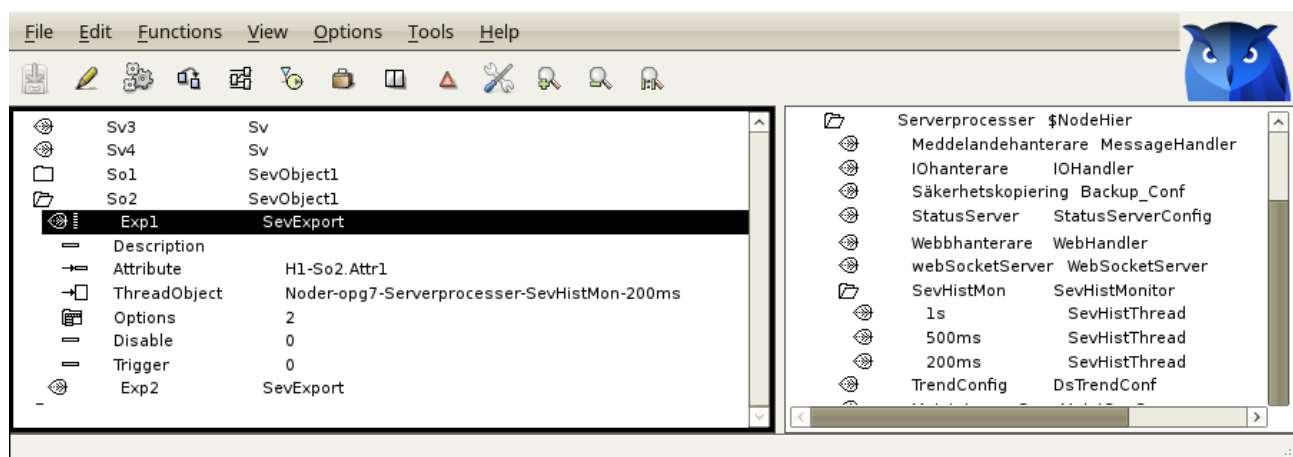 File Edit Functions View Options Tools Help
Sv3 Sv
Sv4 Sv
So1 SevObject1
So2 SevObject1
Exp1 SevExport
Description
Attribute H1-So2.Attr1
ThreadObject Noder-opg7-Serverprocesser-SevHistMon-200ms
Options 2
Disable 0
Trigger 0
Exp2 SevExport
Serverprocesser $NodeHier
Meddelandehanterare MessageHandler
IOhanterare IOHandler
Säkerhetskopiering Backup_Conf
StatusServer StatusServerConfig
Webbhanterare WebHandler
webSocketServer WebSocketServer
SevHistMon SevHistMonitor
1s SevHistThread
500ms SevHistThread
200ms SevHistThread
TrendConfig DsTrendConf